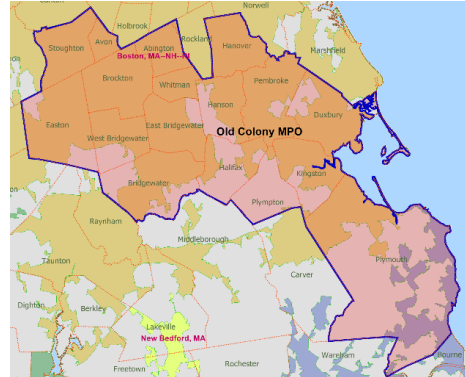 Holbrook
Norwell
Stoughton
Avon
Abington
Rockland
Hanover
Marshfield
Boston, MA--NH--RI
Brockton
Whitman
Pembroke
Hanson
Duxbury
Easton
East Bridgewater
Old Colony MPO
West Bridgewater
Halifax
Kingston
Bridgewater
Plympton
Raynham
Middleborough
Plymouth
Taunton
Carver
Dighton
Berkley
Lakeville
New Bedford, MA
Wareham
Bourne
Freetown
Rochester